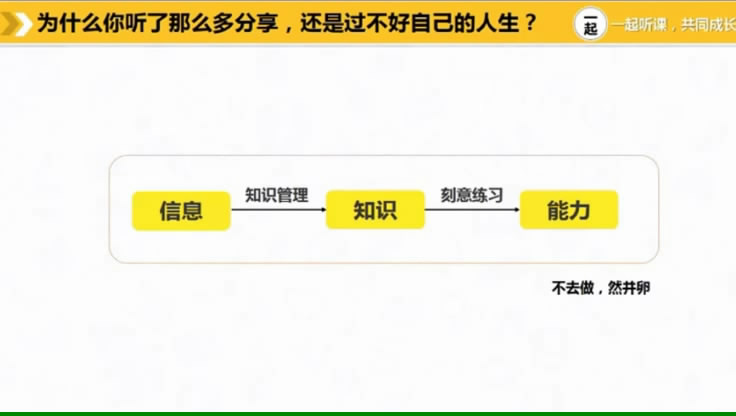 为什么你听了那么多分享，还是过不好自己的人生？
一起
一起听课，共同成长
信息
知识管理
知识
刻意练习
能力
不去做，然并卵